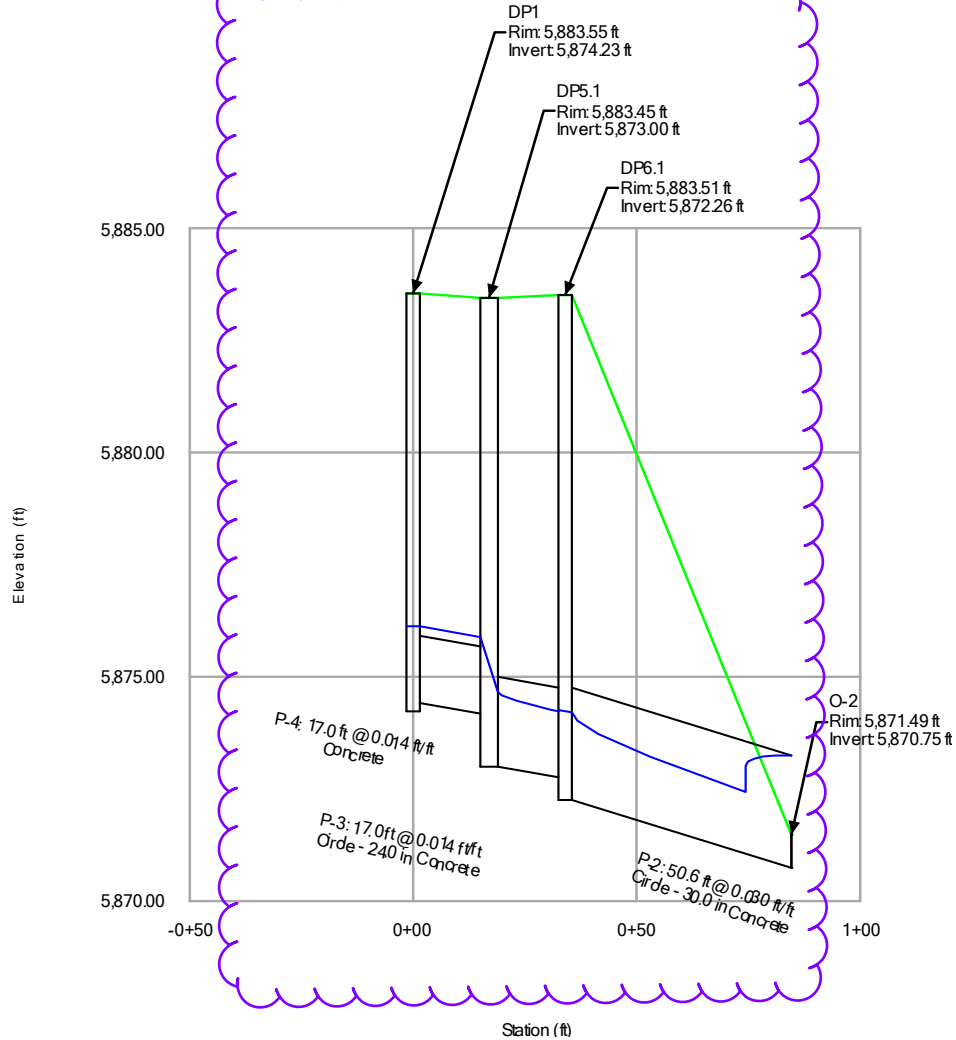 DP1
Rim: 5,883.55 ft
Invert: 5,874.23 ft
DP5.1
Rim: 5,883.45 ft
Invert: 5,873.00 ft
DP6.1
Rim: 5,883.51 ft
Invert: 5,872.26 ft
5,885.00
5,880.00
Elevation (ft)
5,875.00
O-2
Rim: 5,871.49 ft
Invert: 5,870.75 ft
P-4: 17.0 ft @ 0.014 ft/ft
Concrete
P-3: 17.0 ft @ 0.014 ft/ft
Circle - 24.0 in Concrete
P-2: 50.6 ft @ 0.030 ft/ft
Circle - 30.0 in Concrete
5,870.00
-0+50
0+00
0+50
1+00
Station (ft)